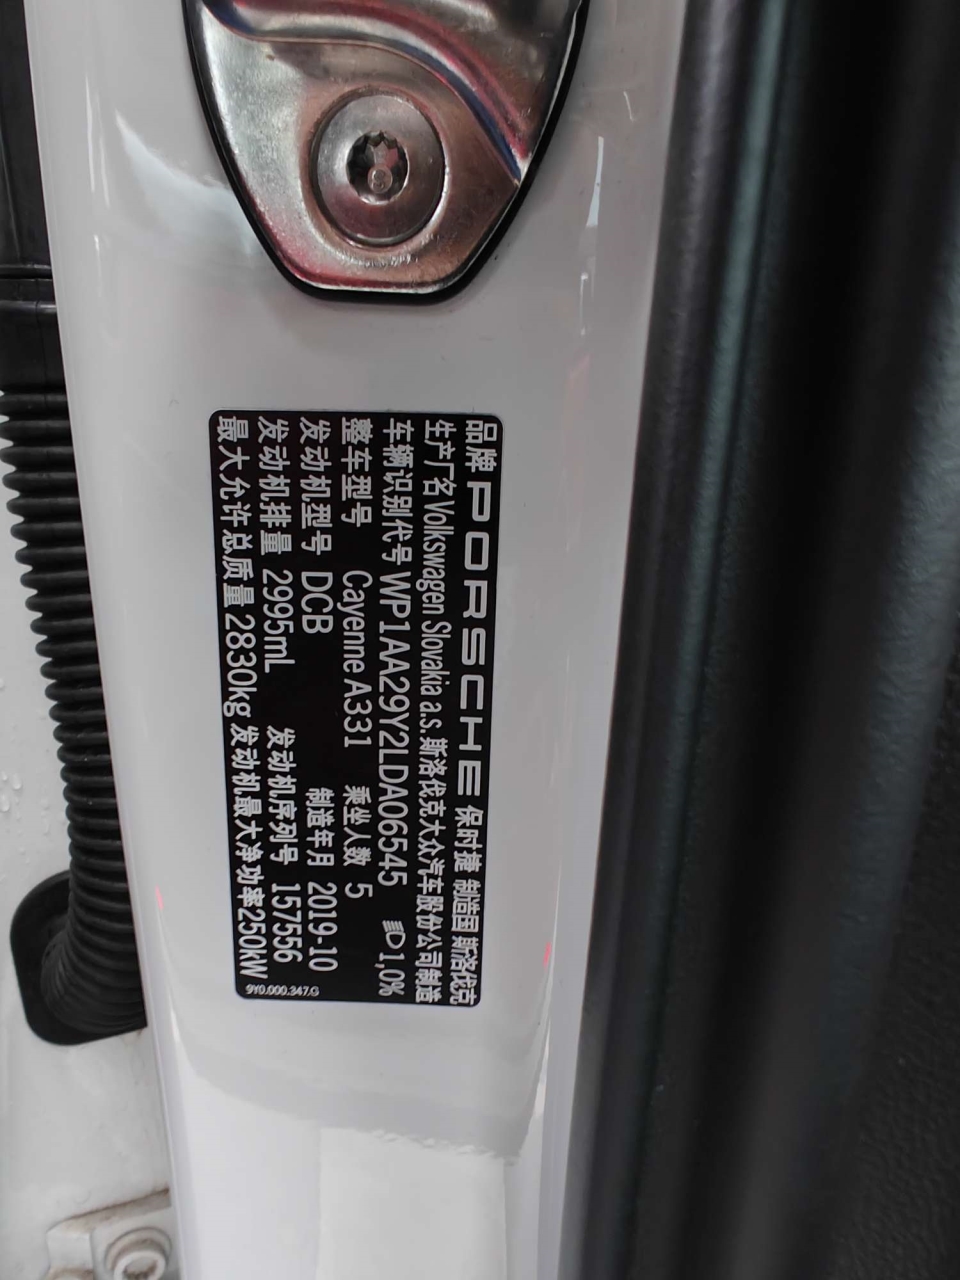 品牌 PORSCHE 保时捷 制造国 斯洛伐克
生产厂名 Volkswagen Slovakia a.s. 斯洛伐克大众汽车股份公司制造
车辆识别代号 WP1AA29Y2LDA06545 1,0%
整车型号 Cayenne A331 乘坐人数 5
发动机型号 DCB 制造年月 2019-10
发动机排量 2995mL 发动机序列号 157556
最大允许总质量 2830kg 发动机最大净功率250kW
9Y0.000.347.G